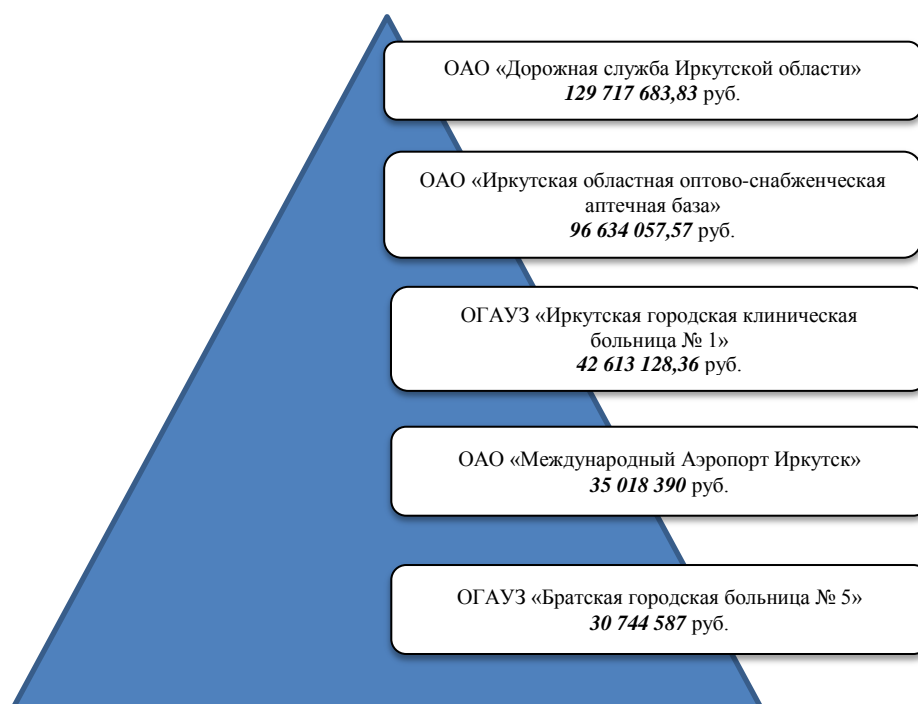 ОАО «Дорожная служба Иркутской области»
129 717 683,83 руб.
ОАО «Иркутская областная оптово-снабженческая
аптечная база»
96 634 057,57 руб.
ОГАУЗ «Иркутская городская клиническая
больница № 1»
42 613 128,36 руб.
ОАО «Международный Аэропорт Иркутск»
35 018 390 руб.
ОГАУЗ «Братская городская больница № 5»
30 744 587 руб.